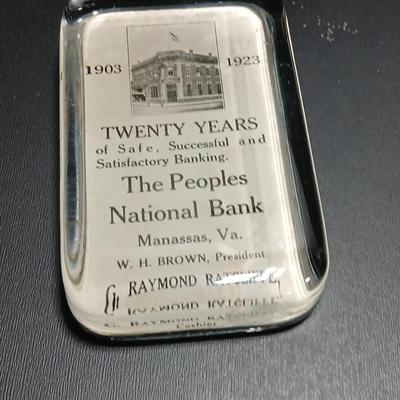 1903 1923
TWENTY YEARS
of Safe, Successful and
Satisfactory Banking.
The Peoples
National Bank
Manassas, Va.
W. H. BROWN, President
G. RAYMOND RATCLIFFE,
Cashier